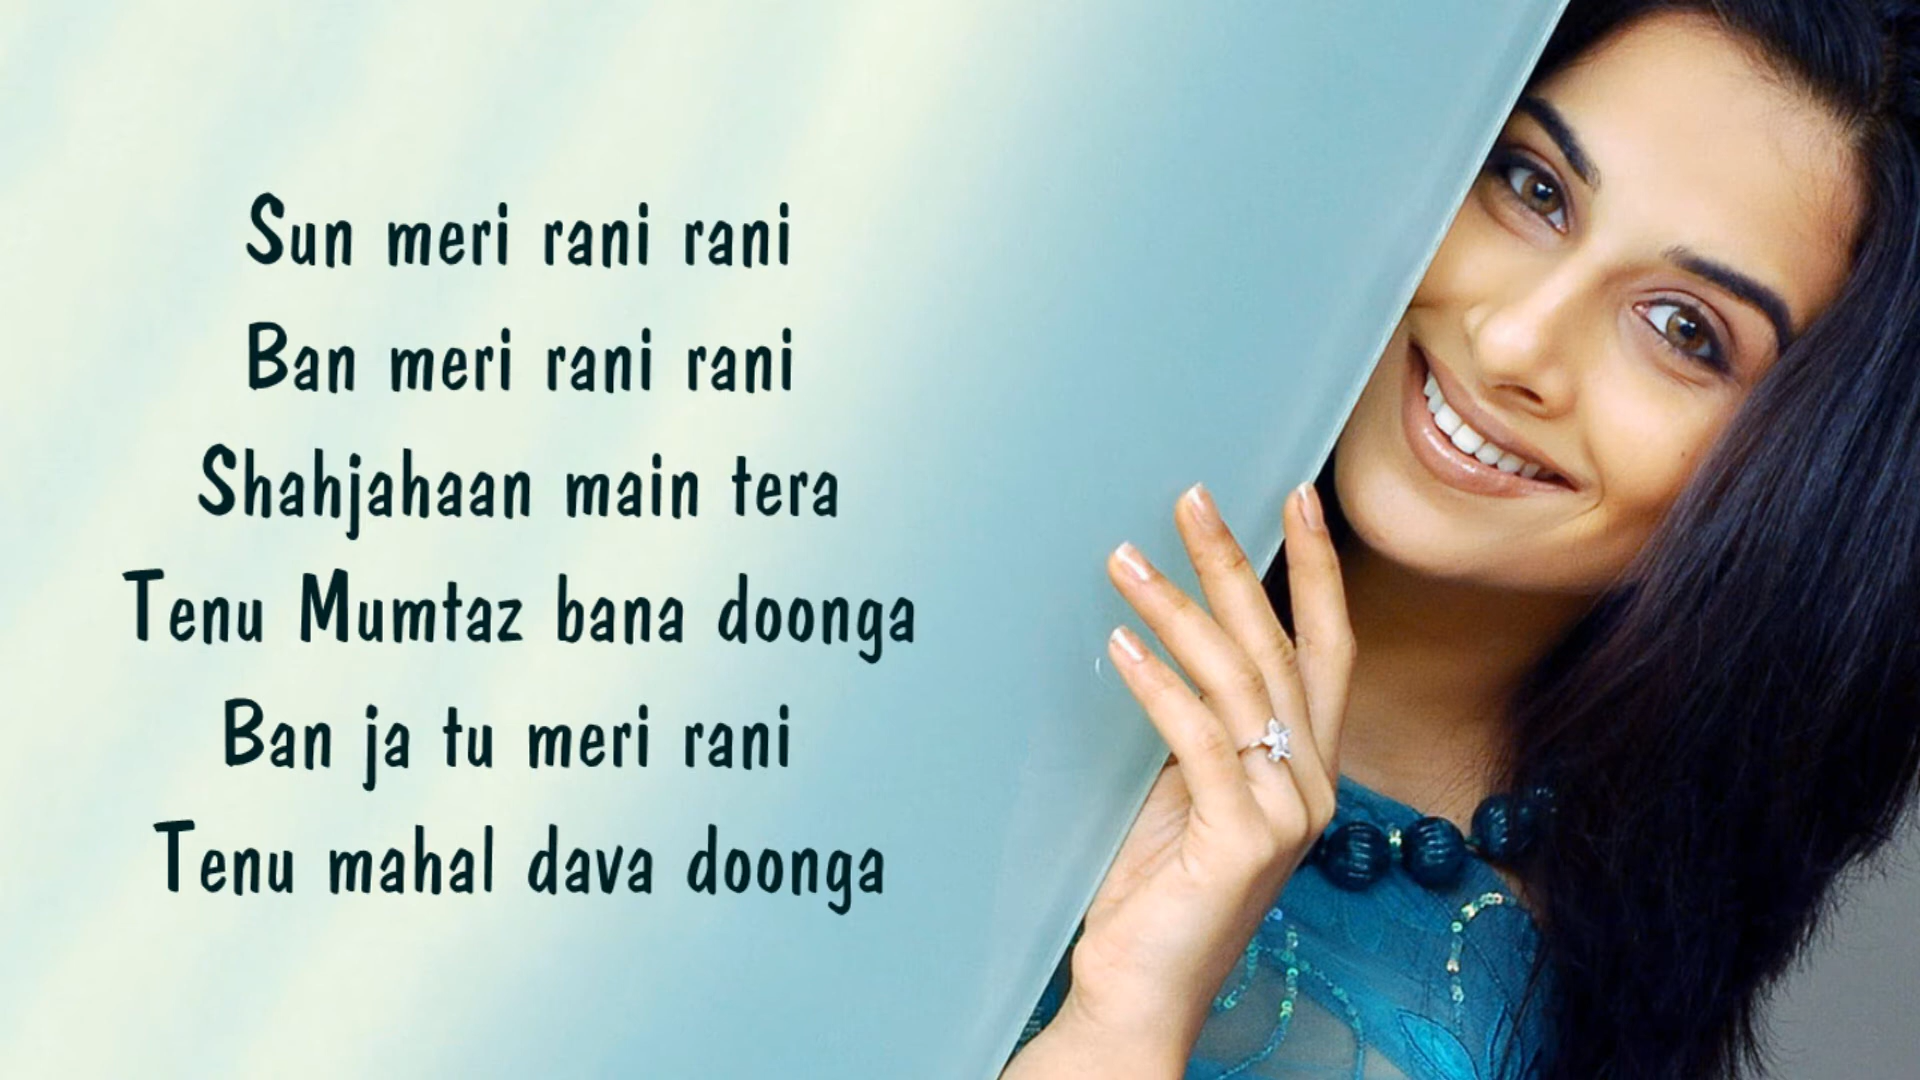 Sun meri rani rani
Ban meri rani rani
Shahjahaan main tera
Tenu Mumtaz bana doonga
Ban ja tu meri rani
Tenu mahal dava doonga